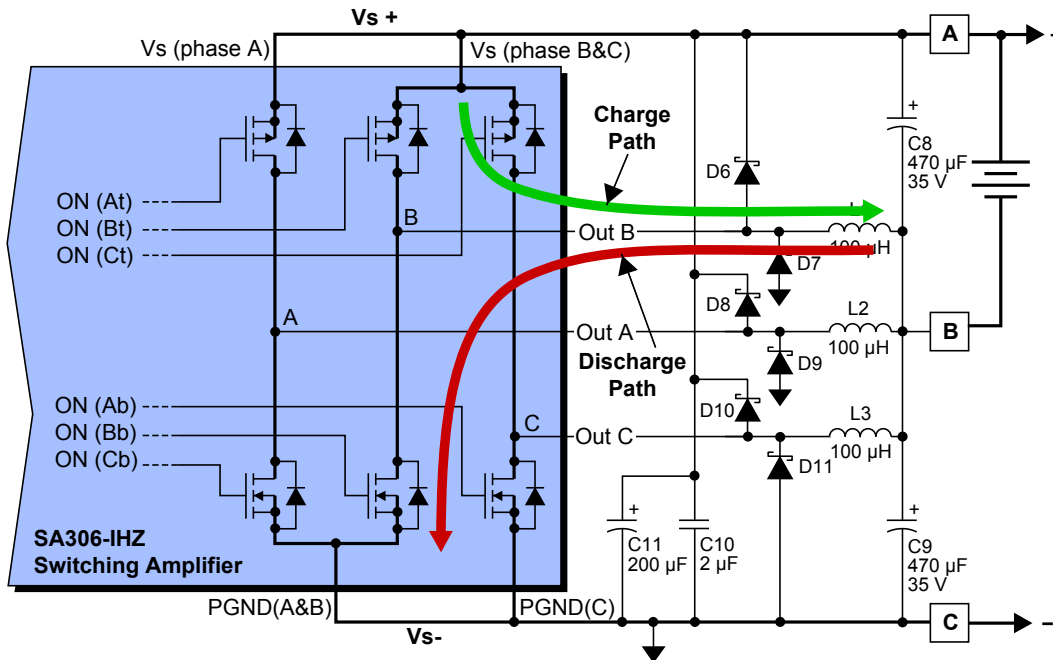 Vs +
A
Vs (phase A)
Vs (phase B&C)
Charge
Path
+
C8
470 µF
35 V
D6
ON (At)
ON (Bt)
ON (Ct)
B
Out B
100 µH
D7
D8
A
Out A
L2
100 µH
B
Discharge
Path
D9
ON (Ab)
ON (Bb)
ON (Cb)
D10
L3
C
Out C
100 µH
D11
SA306-IHZ
Switching Amplifier
+
C11
200 µF
C10
2 µF
+
C9
470 µF
35 V
PGND(A&B)
PGND(C)
Vs-
C